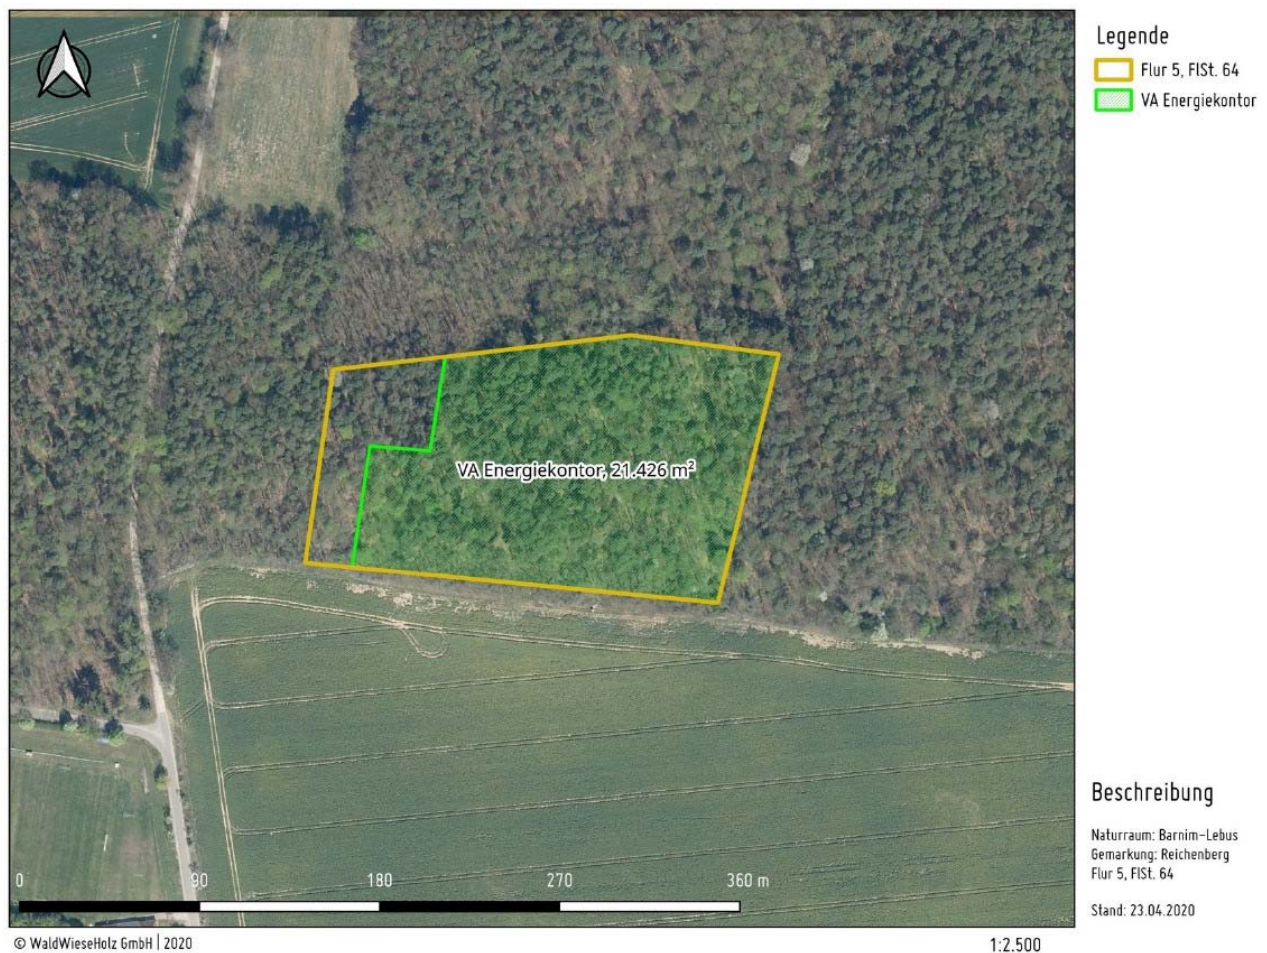 Legende
Flur 5, FlSt. 64
VA Energiekontor
VA Energiekontor, 21.426 m²
0 90 180 270 360 m
Beschreibung
Naturraum: Barnim-Lebus
Gemarkung: Reichenberg
Flur 5, FlSt. 64
Stand: 23.04.2020
© WaldWieseHolz GmbH | 2020
1:2.500